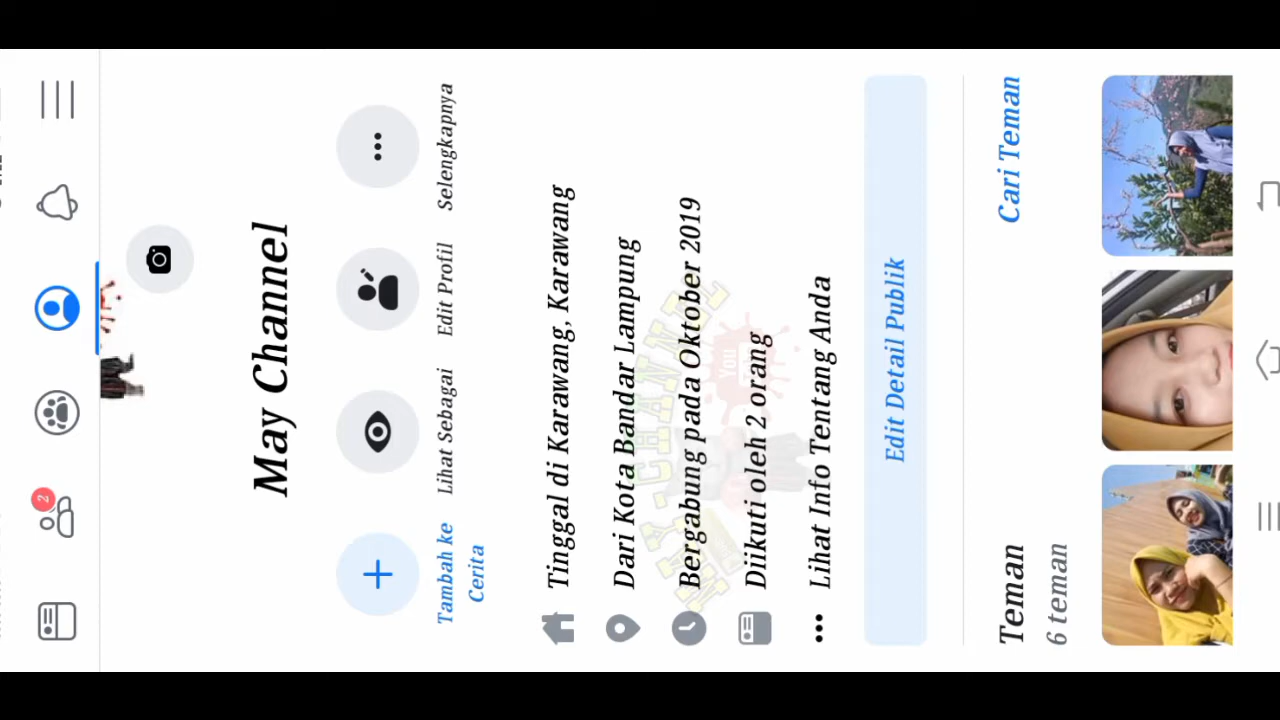 2
May Channel
Tambah ke
Cerita
Lihat Sebagai
Edit Profil
Selengkapnya
Tinggal di Karawang, Karawang
Dari Kota Bandar Lampung
Bergabung pada Oktober 2019
Diikuti oleh 2 orang
Lihat Info Tentang Anda
Edit Detail Publik
Teman
Cari Teman
6 teman